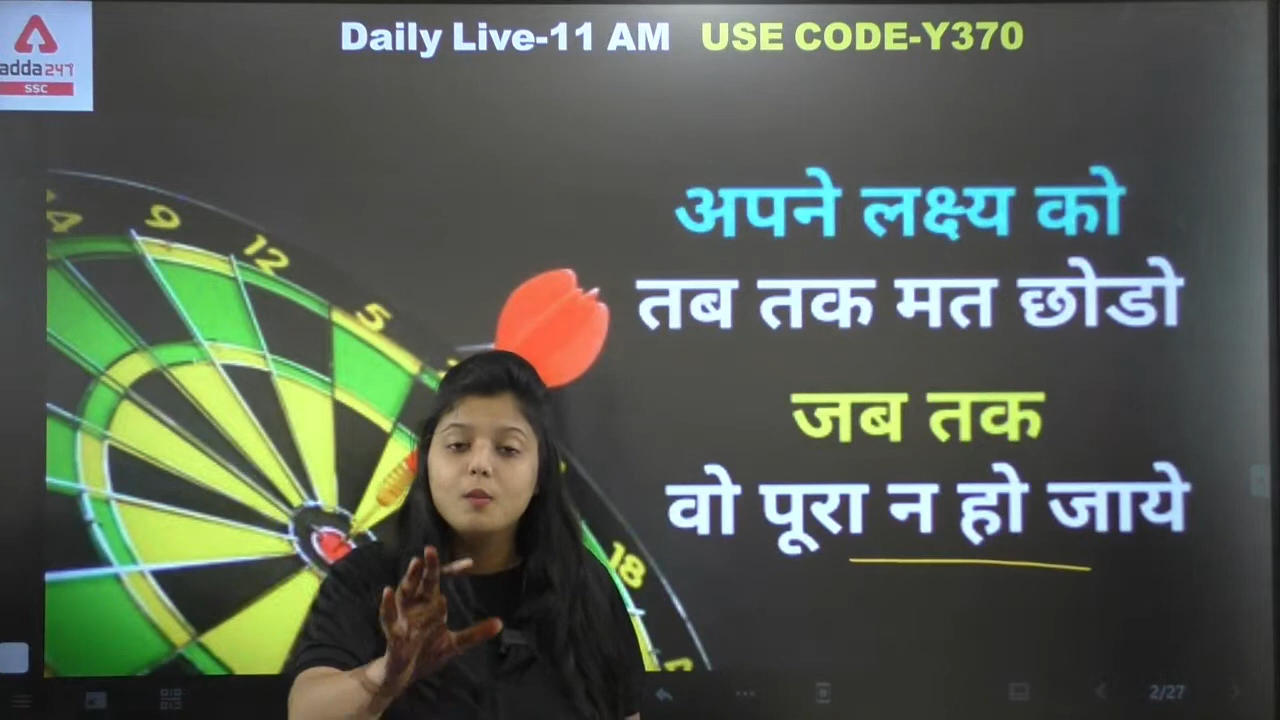 adda247
SSC
Daily Live-11 AM USE CODE-Y370
अपने लक्ष्य को
तब तक मत छोडो
जब तक
वो पूरा न हो जाये
9
12
5
18
2/27